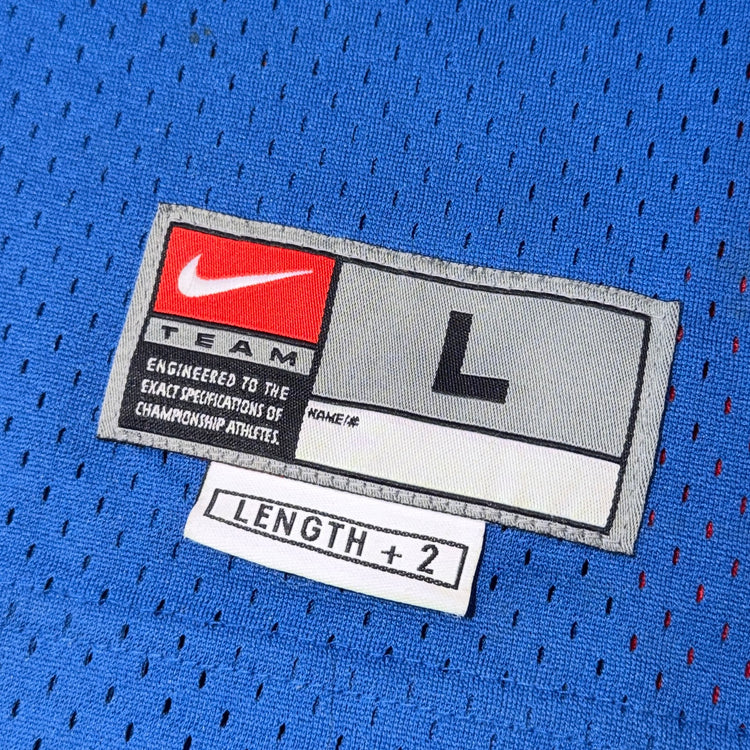 TEAM
ENGINEERED TO THE
EXACT SPECIFICATIONS OF
CHAMPIONSHIP ATHLETES.
L
NAME/#
LENGTH + 2